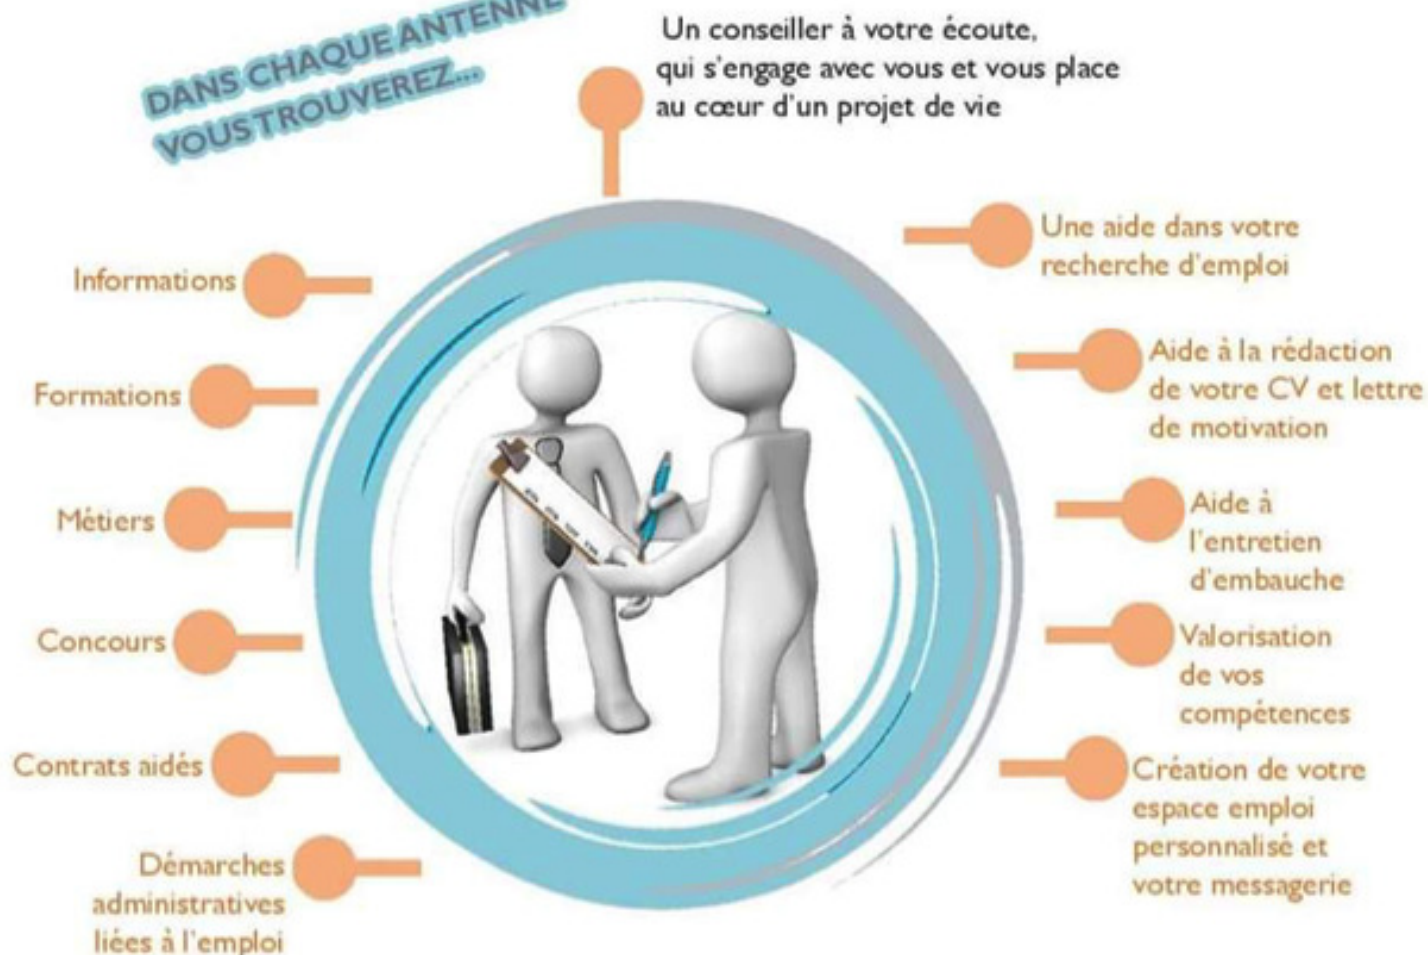 DANS CHAQUE ANTENNE
VOUS TROUVEREZ...
Un conseiller à votre écoute,
qui s'engage avec vous et vous place
au cœur d'un projet de vie
Une aide dans votre
recherche d'emploi
Aide à la rédaction
de votre CV et lettre
de motivation
Aide à
l'entretien
d'embauche
Valorisation
de vos
compétences
Création de votre
espace emploi
personnalisé et
votre messagerie
Informations
Formations
Métiers
Concours
Contrats aidés
Démarches
administratives
liées à l'emploi